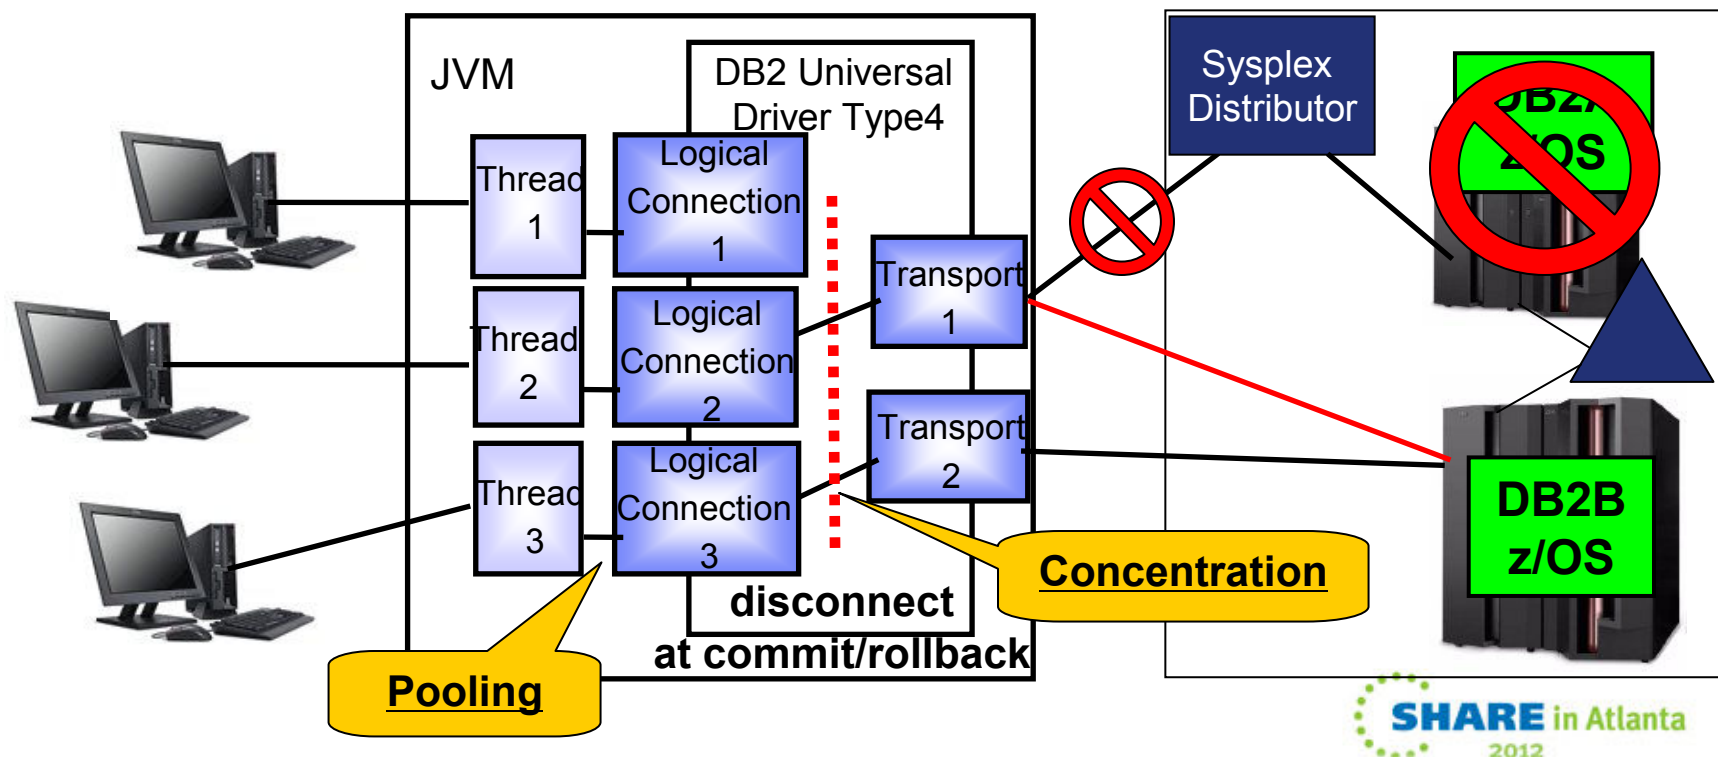 JVM
DB2 Universal
Driver Type4
Thread
1
Logical
Connection
1
Thread
2
Logical
Connection
2
Thread
3
Logical
Connection
3
Transport
1
Transport
2
disconnect
at commit/rollback
Pooling
Concentration
Sysplex
Distributor
DB2A
z/OS
DB2B
z/OS
SHARE in Atlanta
2012